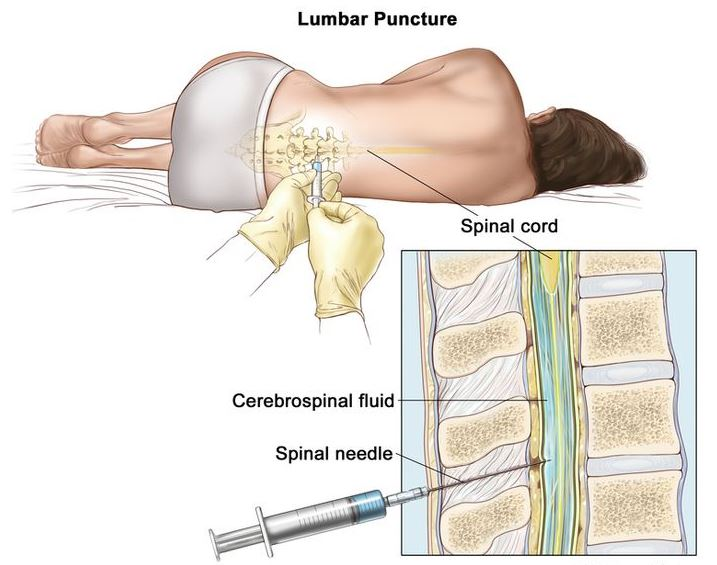 Lumbar Puncture
Spinal cord
Cerebrospinal fluid
Spinal needle